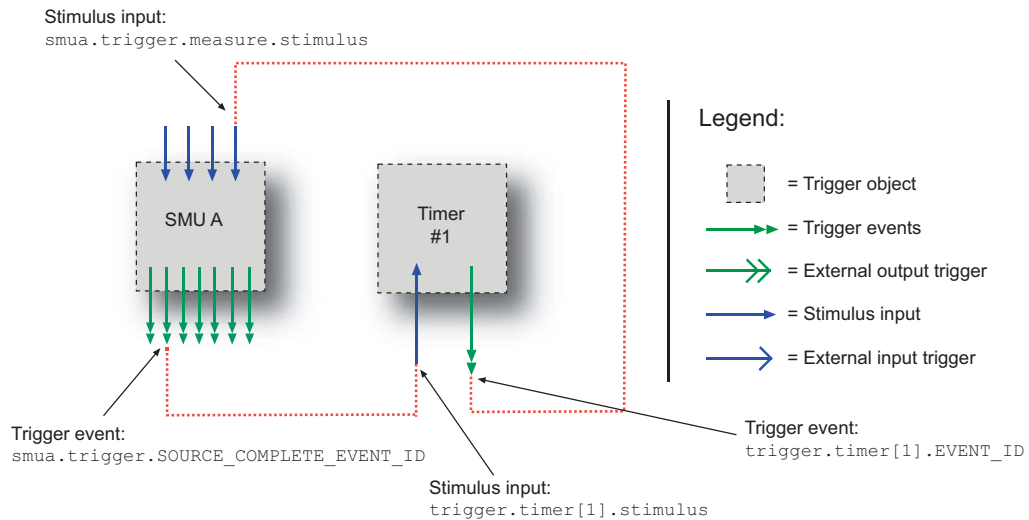 Stimulus input:
smua.trigger.measure.stimulus
SMU A
Timer
#1
Legend:
= Trigger object
= Trigger events
= External output trigger
= Stimulus input
= External input trigger
Trigger event:
smua.trigger.SOURCE_COMPLETE_EVENT_ID
Stimulus input:
trigger.timer[1].stimulus
Trigger event:
trigger.timer[1].EVENT_ID